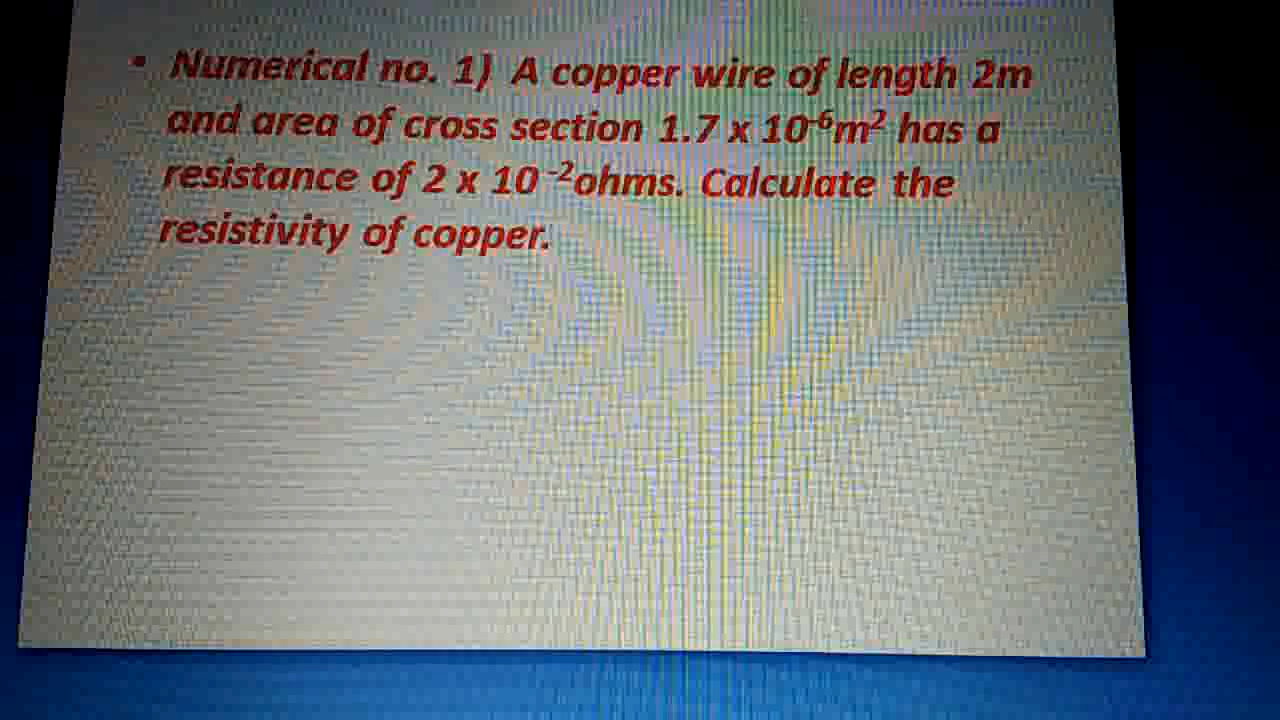 • Numerical no. 1) A copper wire of length 2m
and area of cross section 1.7 x 10⁻⁶m² has a
resistance of 2 x 10 ⁻²ohms. Calculate the
resistivity of copper.